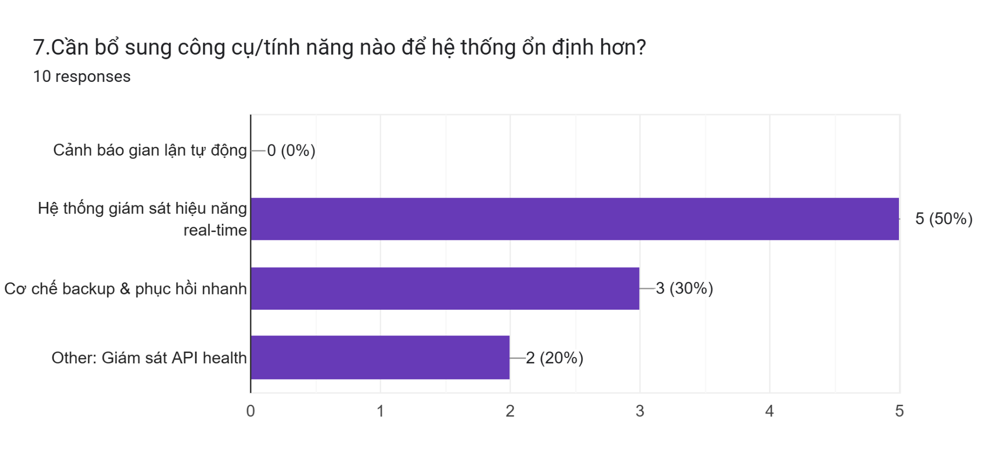 7.Cần bổ sung công cụ/tính năng nào để hệ thống ổn định hơn?
10 responses
Cảnh báo gian lận tự động
0 (0%)
Hệ thống giám sát hiệu năng
real-time
5 (50%)
Cơ chế backup & phục hồi nhanh
3 (30%)
Other: Giám sát API health
2 (20%)
0 1 2 3 4 5